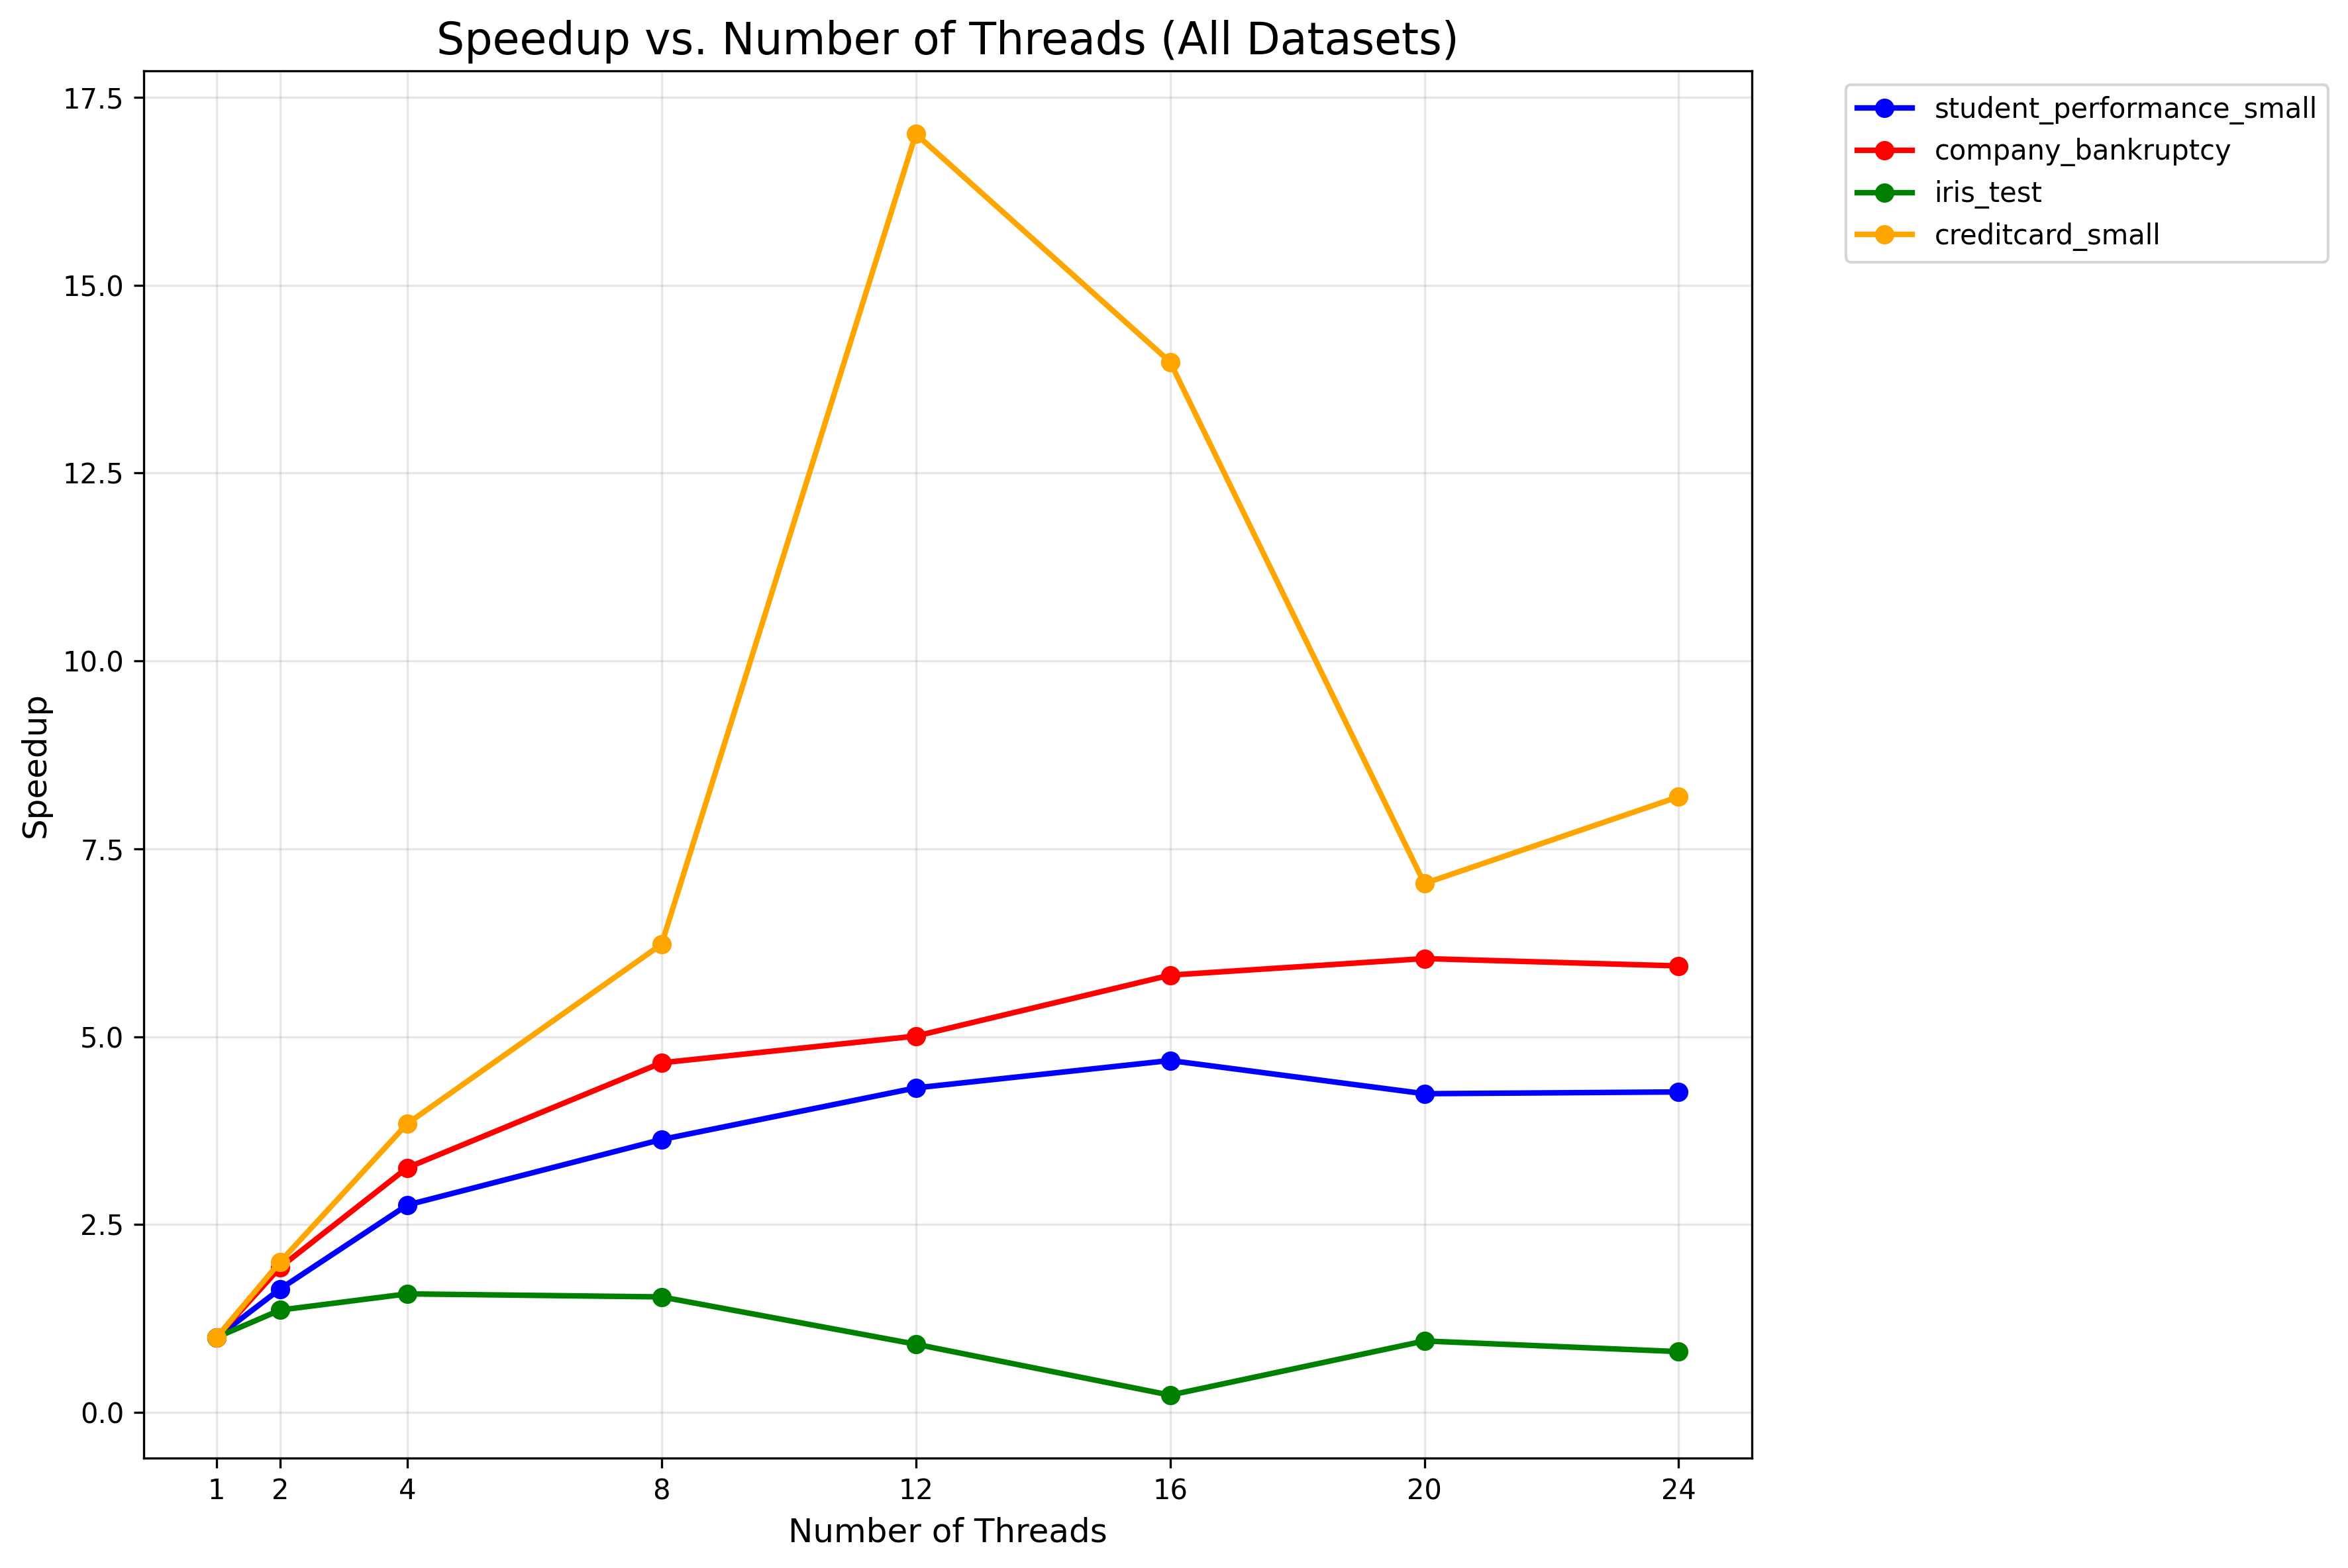 Speedup vs. Number of Threads (All Datasets)
17.5
15.0
12.5
10.0
7.5
5.0
2.5
0.0
Speedup
1 2 4 8 12 16 20 24
Number of Threads
student_performance_small
company_bankruptcy
iris_test
creditcard_small